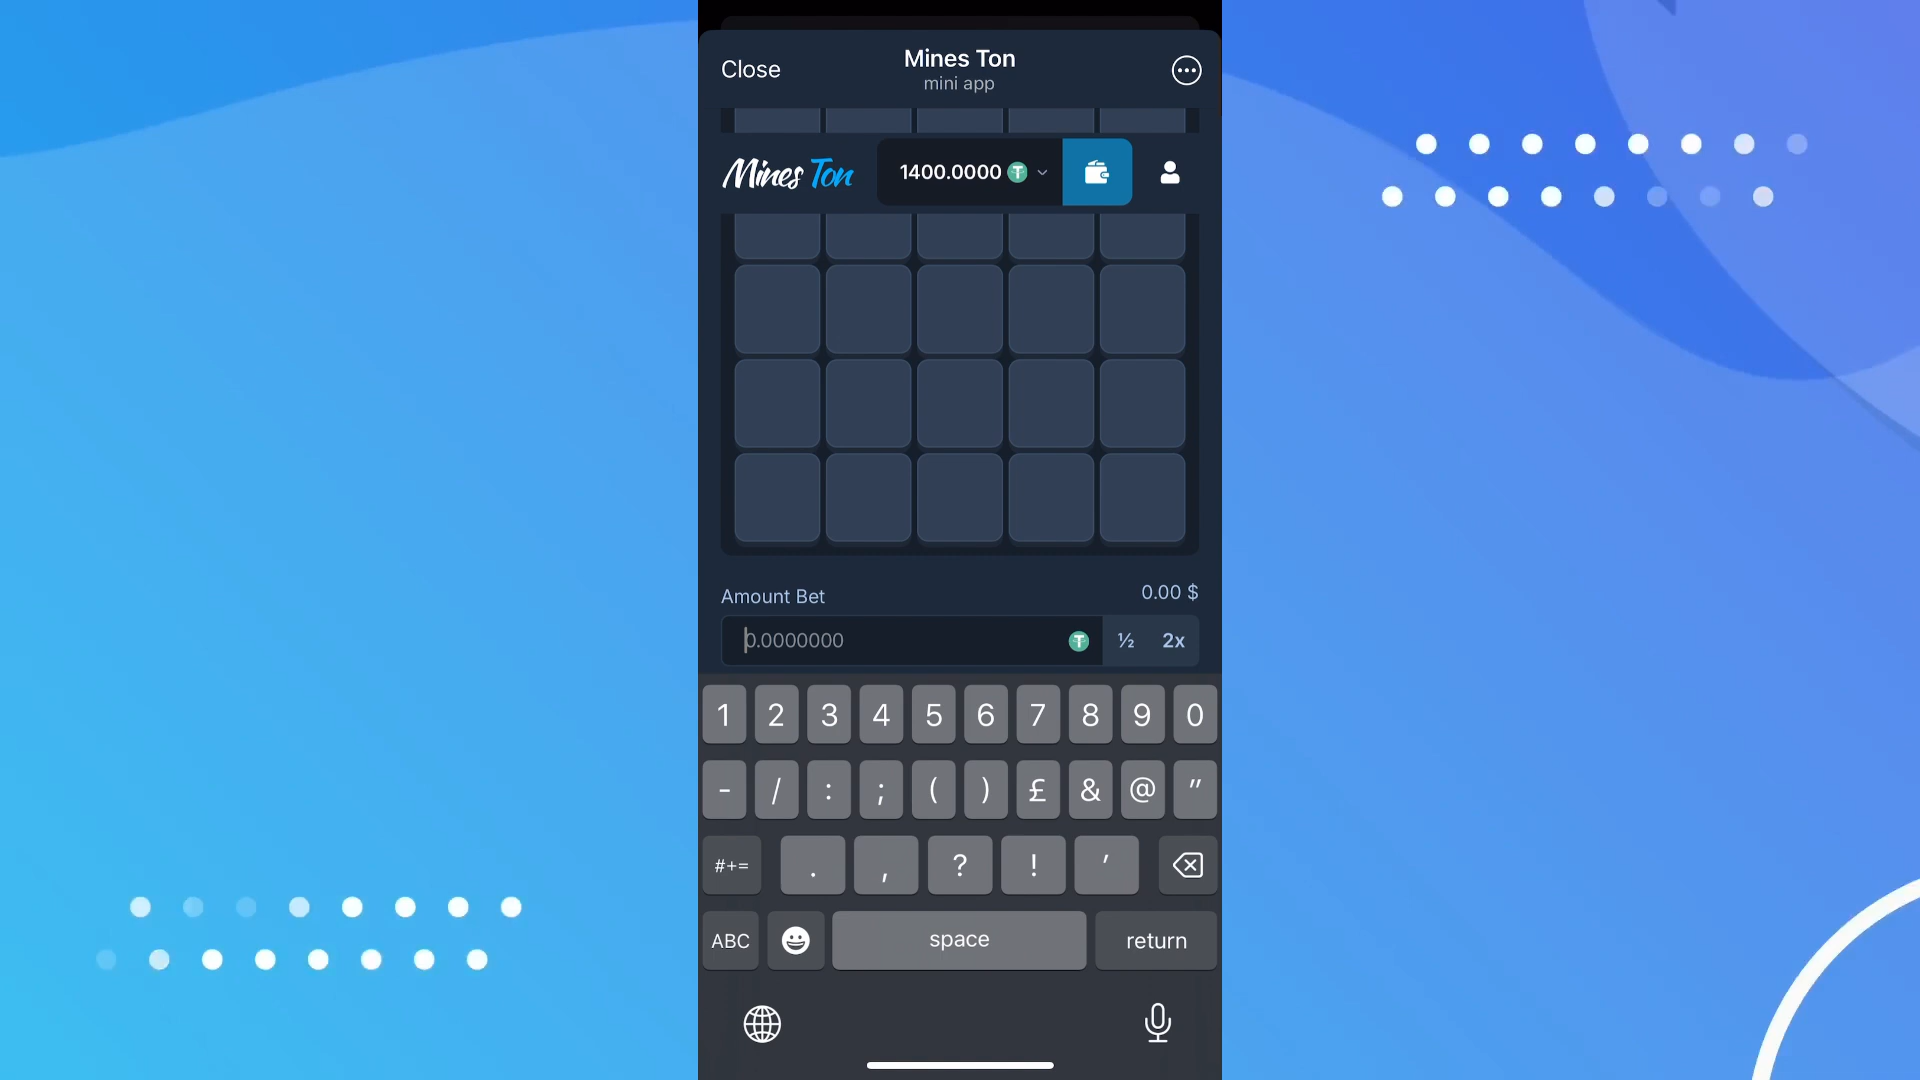 Close
Mines Ton
mini app
Mines Ton
1400.0000
Amount Bet
0.00 $
0.0000000
½ 2x
1 2 3 4 5 6 7 8 9 0
- / : ; ( ) £ & @ "
#+= . , ? ! '
ABC space return